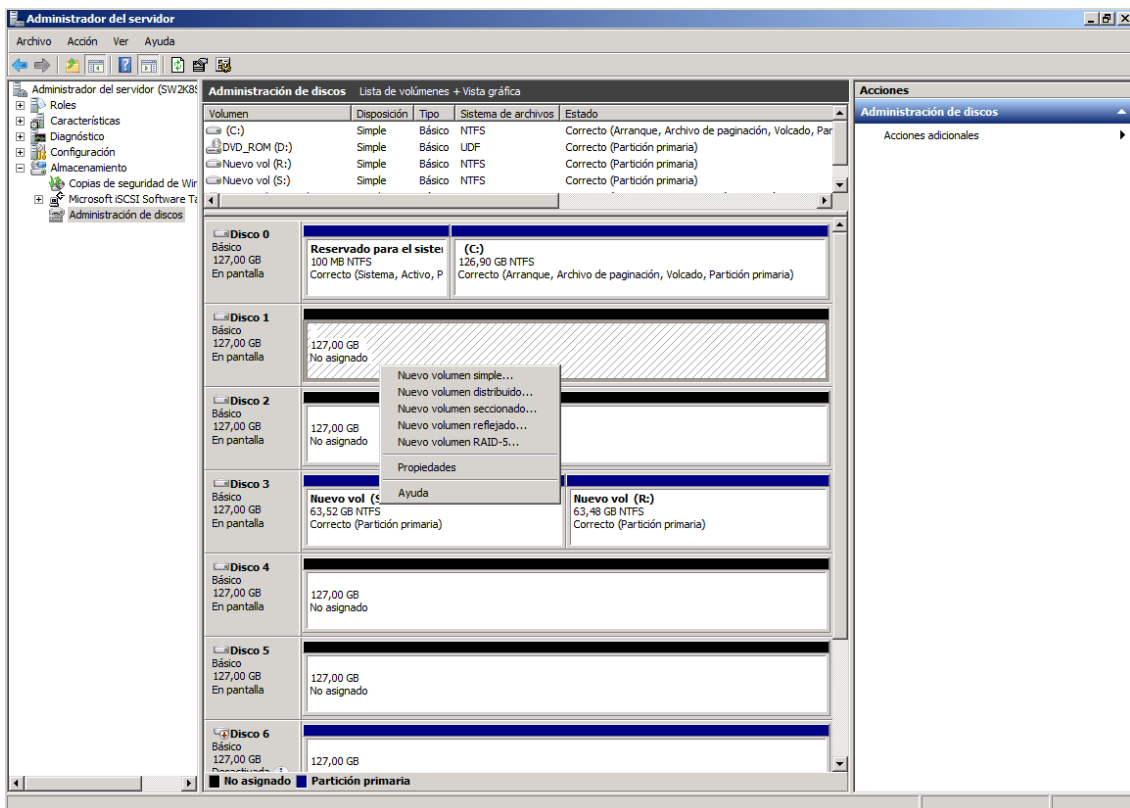 Administrador del servidor
Archivo Acción Ver Ayuda
Administrador del servidor (SW2K8
Roles
Características
Diagnóstico
Configuración
Almacenamiento
Copias de seguridad de Wir
Microsoft iSCSI Software Ta
Administración de discos
Administración de discos Lista de volúmenes + Vista gráfica
Volumen Disposición Tipo Sistema de archivos Estado
(C:) Simple Básico NTFS Correcto (Arranque, Archivo de paginación, Volcado, Par
DVD_ROM (D:) Simple Básico UDF Correcto (Partición primaria)
Nuevo vol (R:) Simple Básico NTFS Correcto (Partición primaria)
Nuevo vol (S:) Simple Básico NTFS Correcto (Partición primaria)
Disco 0
Básico
127,00 GB
En pantalla
Reservado para el siste
100 MB NTFS
Correcto (Sistema, Activo, P
(C:)
126,90 GB NTFS
Correcto (Arranque, Archivo de paginación, Volcado, Partición primaria)
Disco 1
Básico
127,00 GB
En pantalla
127,00 GB
No asignado
Nuevo volumen simple...
Nuevo volumen distribuido...
Nuevo volumen seccionado...
Nuevo volumen reflejado...
Nuevo volumen RAID-5...
Propiedades
Ayuda
Disco 2
Básico
127,00 GB
En pantalla
127,00 GB
No asignado
Disco 3
Básico
127,00 GB
En pantalla
Nuevo vol (S
63,52 GB NTFS
Correcto (Partición primaria)
Nuevo vol (R:)
63,48 GB NTFS
Correcto (Partición primaria)
Disco 4
Básico
127,00 GB
En pantalla
127,00 GB
No asignado
Disco 5
Básico
127,00 GB
En pantalla
127,00 GB
No asignado
Disco 6
Básico
127,00 GB
127,00 GB
No asignado Partición primaria
Acciones
Administración de discos
Acciones adicionales